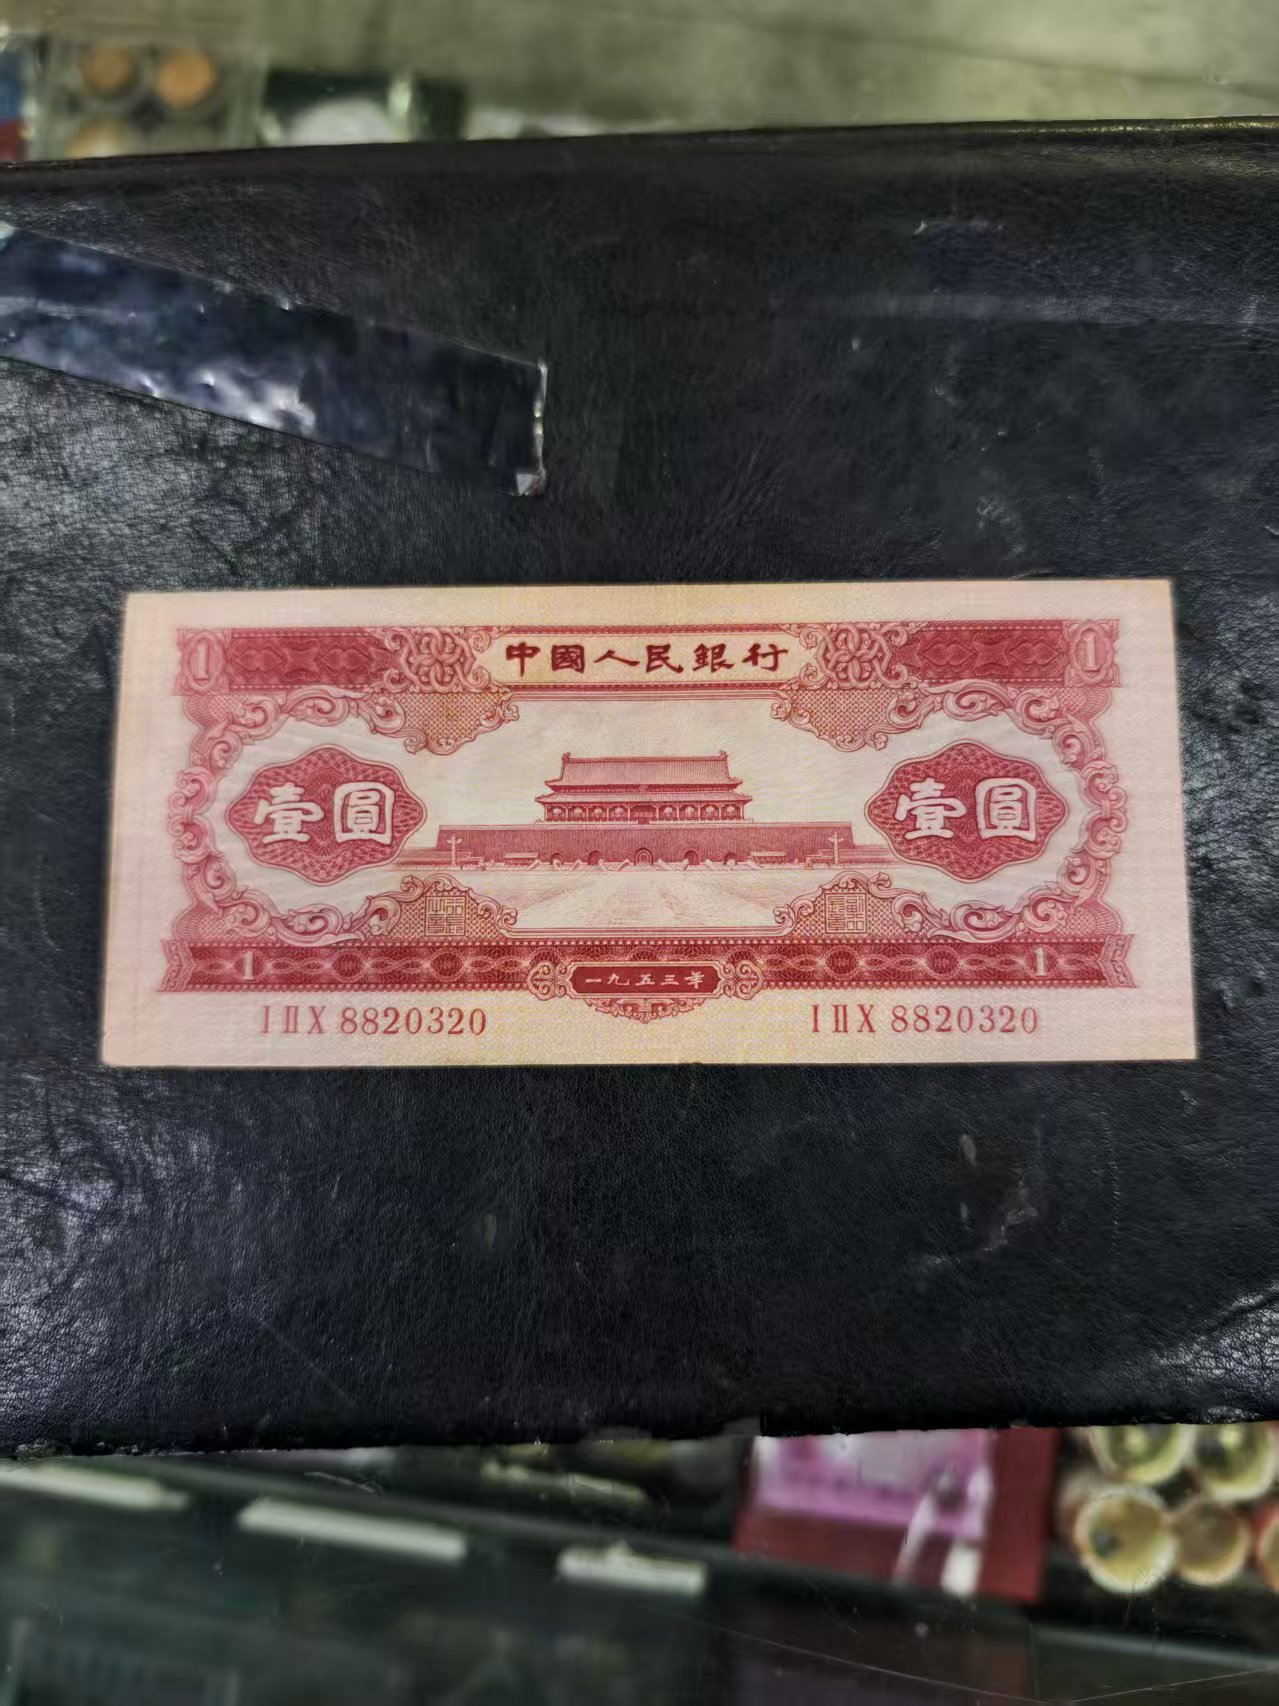 1 中國人民銀行 1
壹圓 壹圓
1 一九五三年 1
I II X 8820320 I II X 8820320